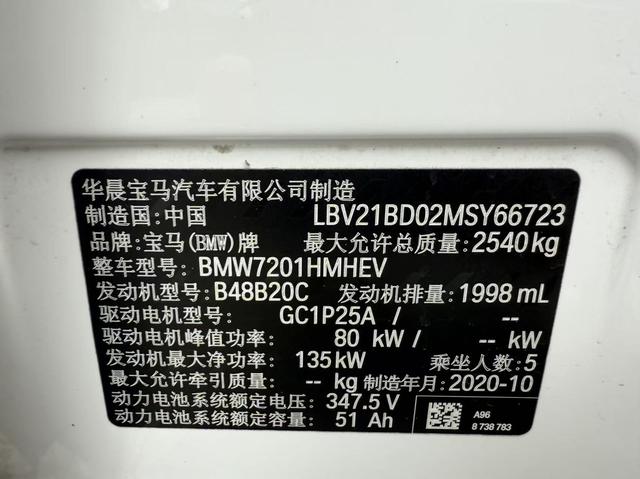 华晨宝马汽车有限公司制造
制造国:中国 LBV21BD02MSY66723
品牌:宝马(BMW)牌 最大允许总质量:2540kg
整车型号:BMW7201HMHEV
发动机型号:B48B20C 发动机排量:1998 mL
驱动电机型号: GC1P25A / --
驱动电机峰值功率: 80 kW / -- kW
发动机最大净功率: 135kW 乘坐人数:5
最大允许牵引质量: -- kg 制造年月:2020-10
动力电池系统额定电压:347.5 V
动力电池系统额定容量: 51 Ah
A96
8 738 783